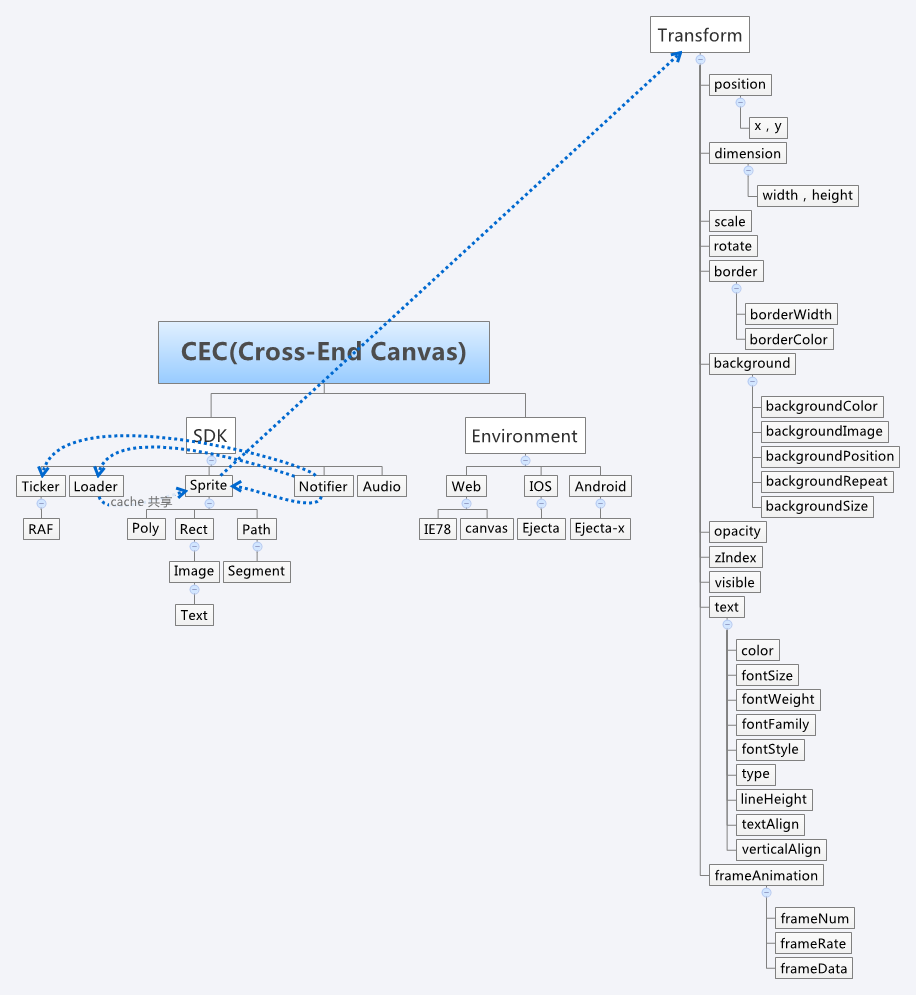 Transform
position
x , y
dimension
width , height
scale
rotate
border
borderWidth
borderColor
background
backgroundColor
backgroundImage
backgroundPosition
backgroundRepeat
backgroundSize
opacity
zIndex
visible
text
color
fontSize
fontWeight
fontFamily
fontStyle
type
lineHeight
textAlign
verticalAlign
frameAnimation
frameNum
frameRate
frameData
CEC(Cross-End Canvas)
SDK
Environment
Ticker
Loader
Sprite
Notifier
Audio
cache 共享
RAF
Poly
Rect
Path
Image
Segment
Text
Web
IOS
Android
IE78
canvas
Ejecta
Ejecta-x